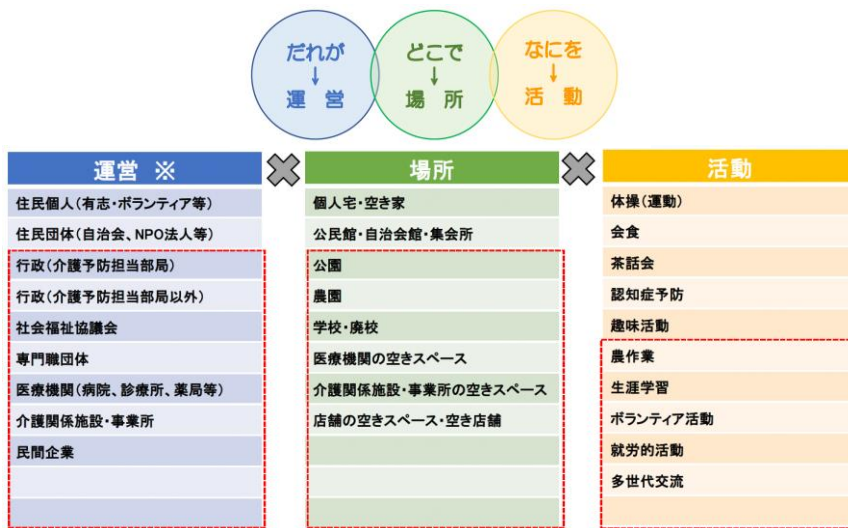 だれが
↓
運 営
どこで
↓
場 所
なにを
↓
活 動
運営 ※
住民個人(有志・ボランティア等)
住民団体(自治会、NPO法人等)
行政(介護予防担当部局)
行政(介護予防担当部局以外)
社会福祉協議会
専門職団体
医療機関(病院、診療所、薬局等)
介護関係施設・事業所
民間企業
場所
個人宅・空き家
公民館・自治会館・集会所
公園
農園
学校・廃校
医療機関の空きスペース
介護関係施設・事業所の空きスペース
店舗の空きスペース・空き店舗
活動
体操(運動)
会食
茶話会
認知症予防
趣味活動
農作業
生涯学習
ボランティア活動
就労的活動
多世代交流